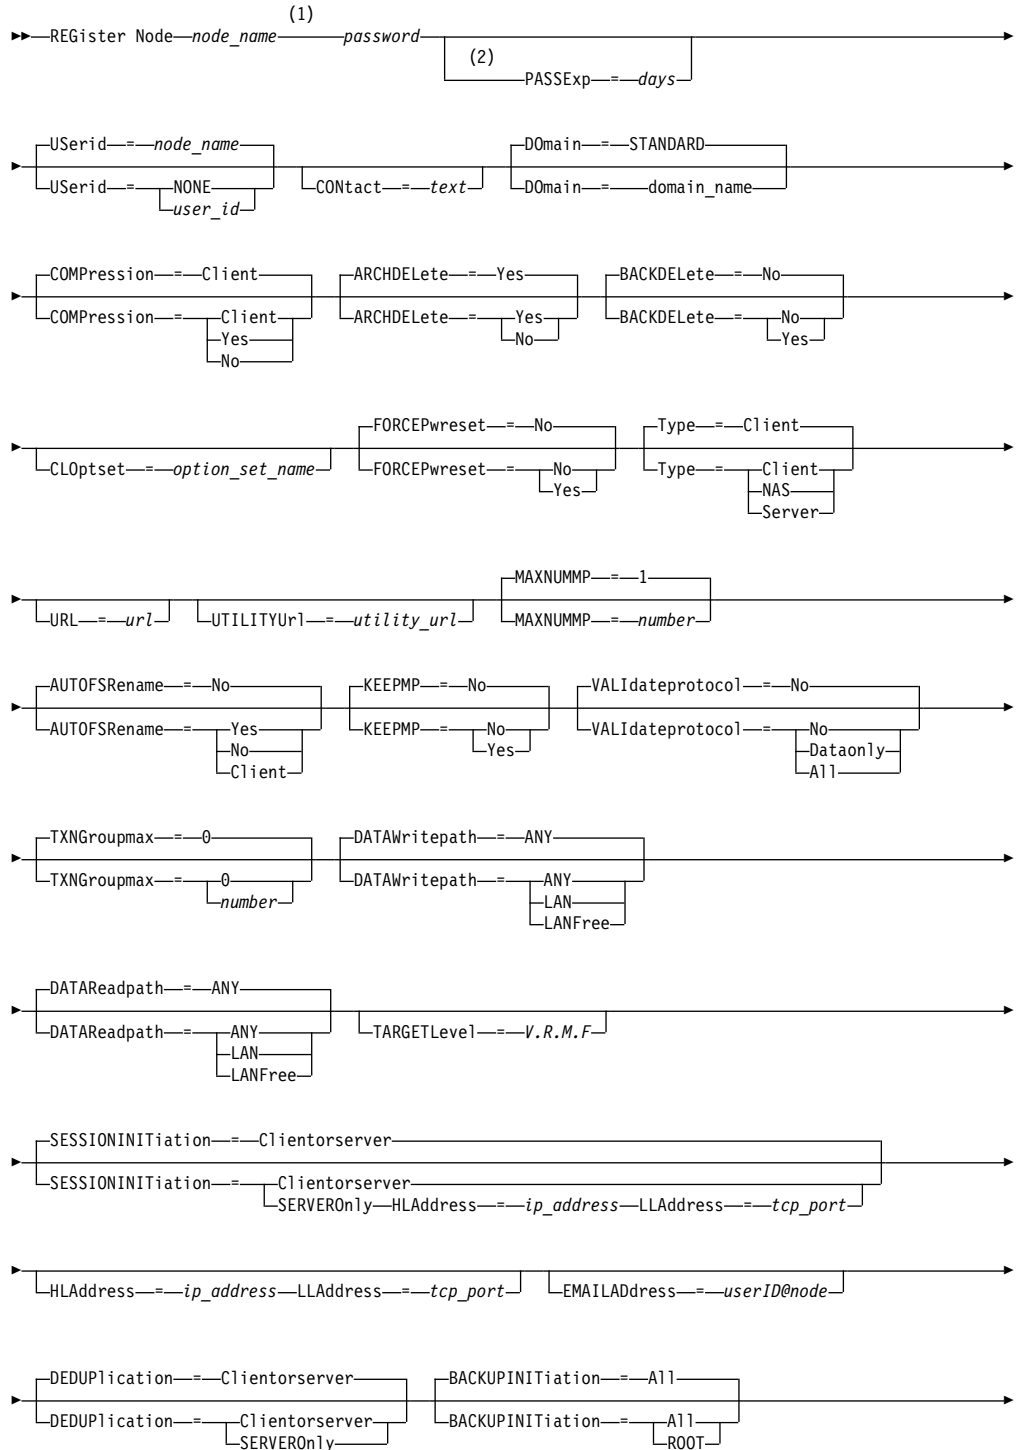 (1)
REGister Node node_name password
(2)
PASSExp = days
USerid = node_name DOmain = STANDARD
USerid = NONE CONtact = text DOmain = domain_name
user_id
COMPression = Client ARCHDELete = Yes BACKDELete = No
COMPression = Client ARCHDELete = Yes BACKDELete = No
Yes No Yes
No
FORCEPwreset = No Type = Client
CLOptset = option_set_name FORCEPwreset = No Type = Client
Yes NAS
Server
MAXNUMMP = 1
URL = url UTILITYUrl = utility_url MAXNUMMP = number
AUTOFSRename = No KEEPMP = No VALIdateprotocol = No
AUTOFSRename = Yes KEEPMP = No VALIdateprotocol = No
No Yes Dataonly
Client All
TXNGroupmax = 0 DATAWritepath = ANY
TXNGroupmax = 0 DATAWritepath = ANY
number LAN
LANFree
DATAReadpath = ANY
DATAReadpath = ANY TARGETLevel = V.R.M.F
LAN
LANFree
SESSIONINITiation = Clientorserver
SESSIONINITiation = Clientorserver
SERVEROnly HLAddress = ip_address LLAddress = tcp_port
HLAddress = ip_address LLAddress = tcp_port EMAILADdress = userID@node
DEDUPlication = Clientorserver BACKUPINITiation = All
DEDUPlication = Clientorserver BACKUPINITiation = All
SERVEROnly ROOT